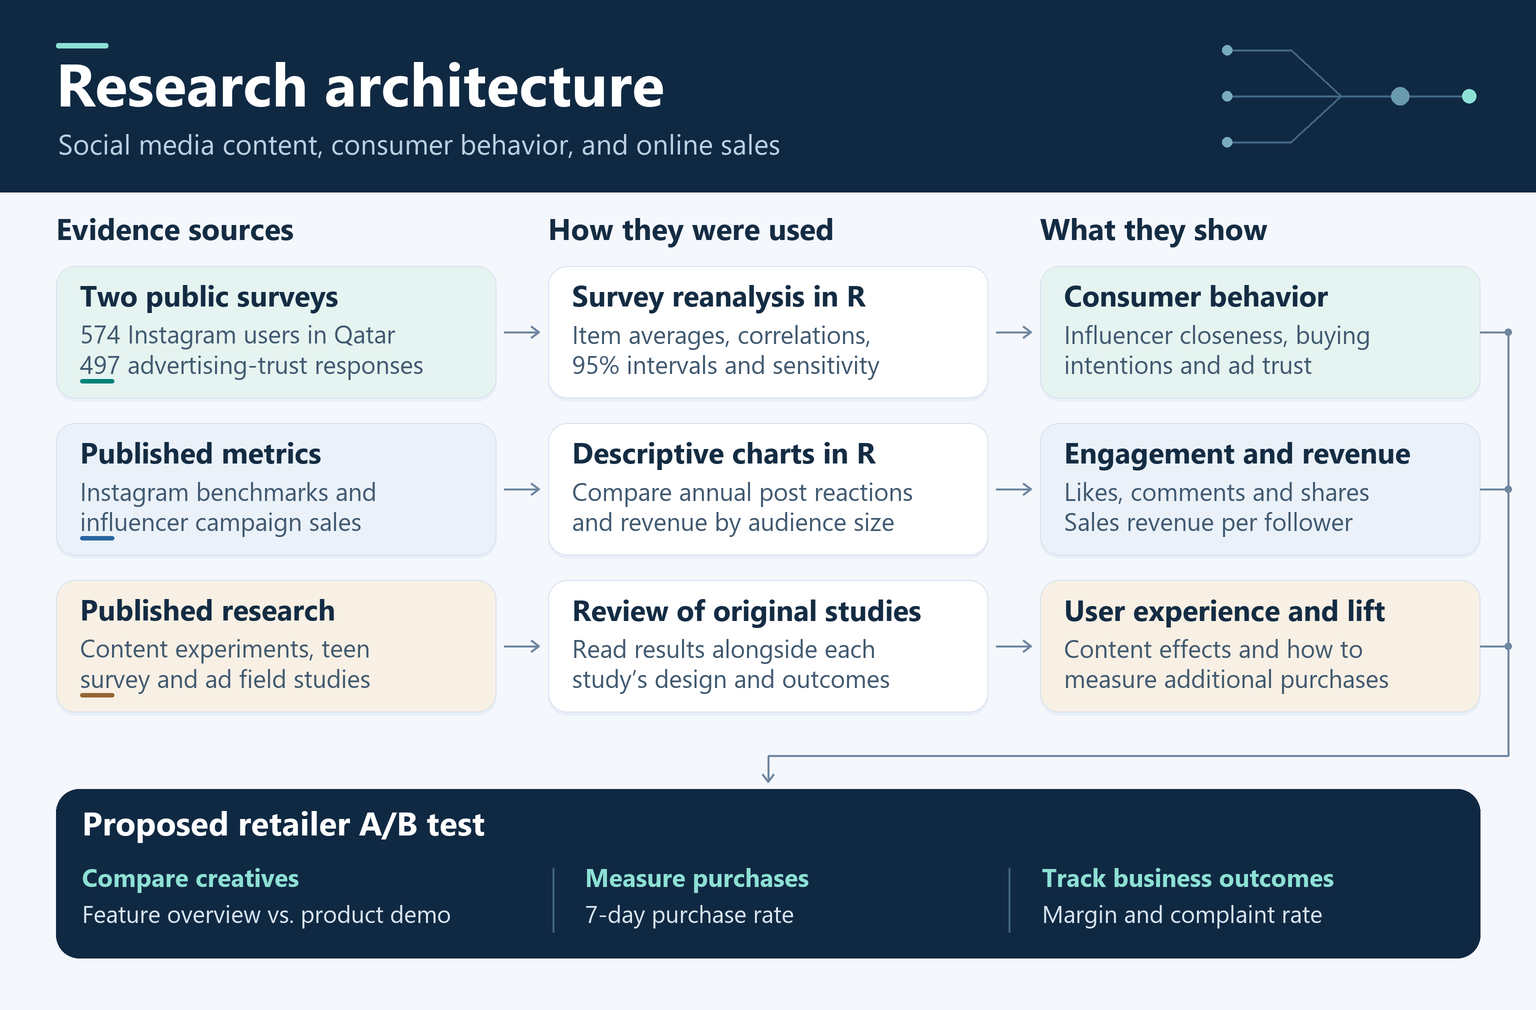 Research architecture
Social media content, consumer behavior, and online sales
Evidence sources
How they were used
What they show
Two public surveys
574 Instagram users in Qatar
497 advertising-trust responses
Survey reanalysis in R
Item averages, correlations,
95% intervals and sensitivity
Consumer behavior
Influencer closeness, buying
intentions and ad trust
Published metrics
Instagram benchmarks and
influencer campaign sales
Descriptive charts in R
Compare annual post reactions
and revenue by audience size
Engagement and revenue
Likes, comments and shares
Sales revenue per follower
Published research
Content experiments, teen
survey and ad field studies
Review of original studies
Read results alongside each
study’s design and outcomes
User experience and lift
Content effects and how to
measure additional purchases
Proposed retailer A/B test
Compare creatives
Feature overview vs. product demo
Measure purchases
7-day purchase rate
Track business outcomes
Margin and complaint rate